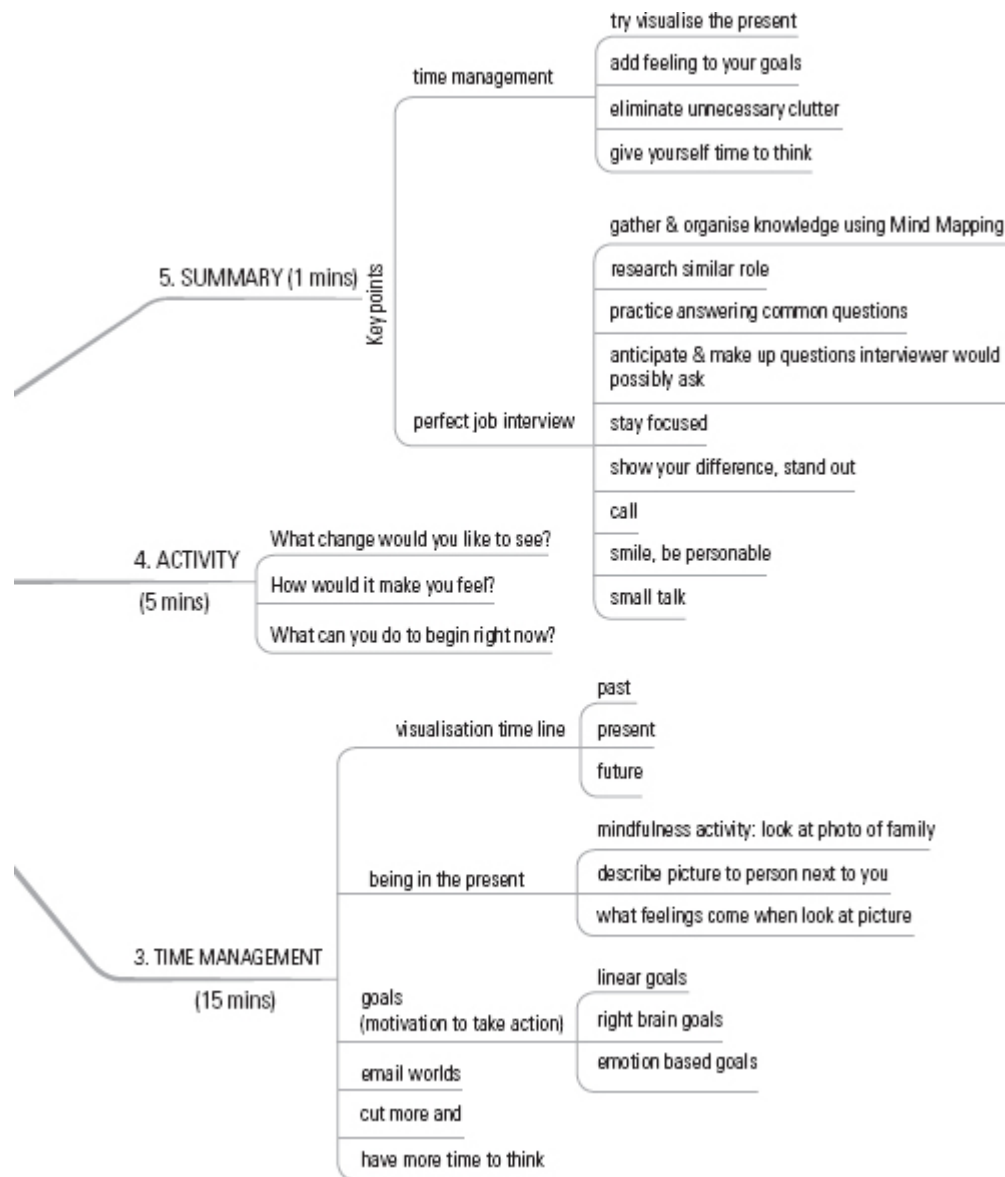 try visualise the present
time management
add feeling to your goals
eliminate unnecessary clutter
give yourself time to think
5. SUMMARY (1 mins)
Key points
gather & organise knowledge using Mind Mapping
research similar role
practice answering common questions
anticipate & make up questions interviewer would
possibly ask
perfect job interview
stay focused
show your difference, stand out
call
smile, be personable
small talk
4. ACTIVITY
(5 mins)
What change would you like to see?
How would it make you feel?
What can you do to begin right now?
3. TIME MANAGEMENT
(15 mins)
visualisation time line
past
present
future
being in the present
mindfulness activity: look at photo of family
describe picture to person next to you
what feelings come when look at picture
goals
(motivation to take action)
linear goals
right brain goals
emotion based goals
email worlds
cut more and
have more time to think